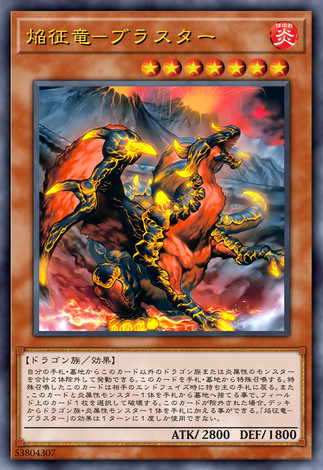 焔征竜－ブラスター
ほのお
炎
【ドラゴン族／効果】
自分の手札・墓地からこのカード以外のドラゴン族または炎属性のモンスター
を合計２体除外して発動できる。このカードを手札・墓地から特殊召喚する。特
殊召喚したこのカードは相手のエンドフェイズ時に持ち主の手札に戻る。また
、このカードと炎属性モンスター１体を手札から墓地へ捨てる事で、フィール
ド上のカード１枚を選択して破壊する。このカードが除外された場合、デッキ
からドラゴン族・炎属性モンスター１体を手札に加える事ができる。「焔征竜－
ブラスター」の効果は１ターンに１度しか使用できない。
ATK/ 2800 DEF/1800
53804307